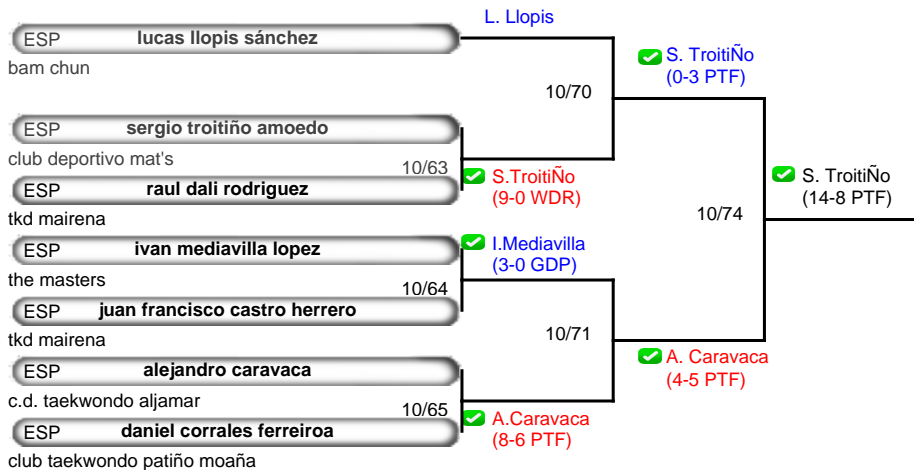 L. Llopis
ESP lucas llopis sánchez
bam chun
S. TroitiÑo
(0-3 PTF)
10/70
ESP sergio troitiño amoedo
club deportivo mat's
10/63
S.TroitiÑo
(9-0 WDR)
ESP raul dali rodriguez
tkd mairena
S. TroitiÑo
(14-8 PTF)
10/74
ESP ivan mediavilla lopez
the masters
I.Mediavilla
(3-0 GDP)
10/64
ESP juan francisco castro herrero
tkd mairena
10/71
A. Caravaca
(4-5 PTF)
ESP alejandro caravaca
c.d. taekwondo aljamar
10/65
A.Caravaca
(8-6 PTF)
ESP daniel corrales ferreiroa
club taekwondo patiño moaña